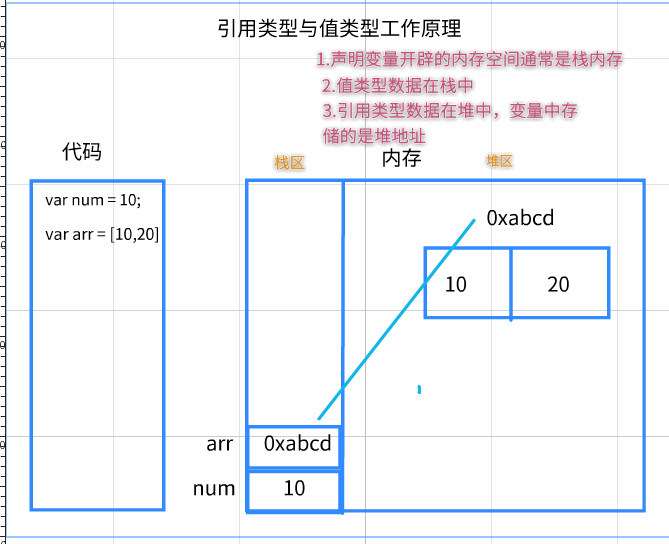 引用类型与值类型工作原理
1.声明变量开辟的内存空间通常是栈内存
2.值类型数据在栈中
3.引用类型数据在堆中，变量中存
储的是堆地址
代码
栈区
内存
堆区
var num = 10;
var arr = [10,20]
0xabcd
10
20
arr
0xabcd
num
10